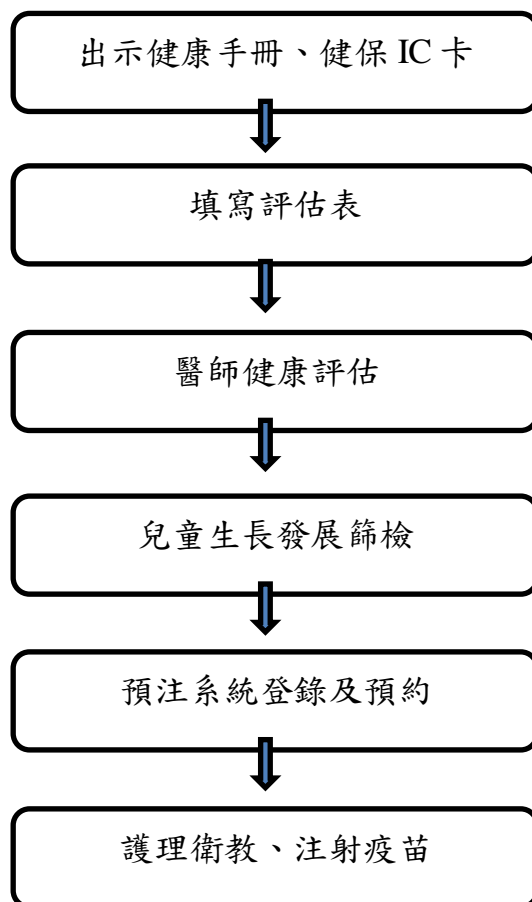 出示健康手冊、健保 IC 卡
填寫評估表
醫師健康評估
兒童生長發展篩檢
預注系統登錄及預約
護理衛教、注射疫苗